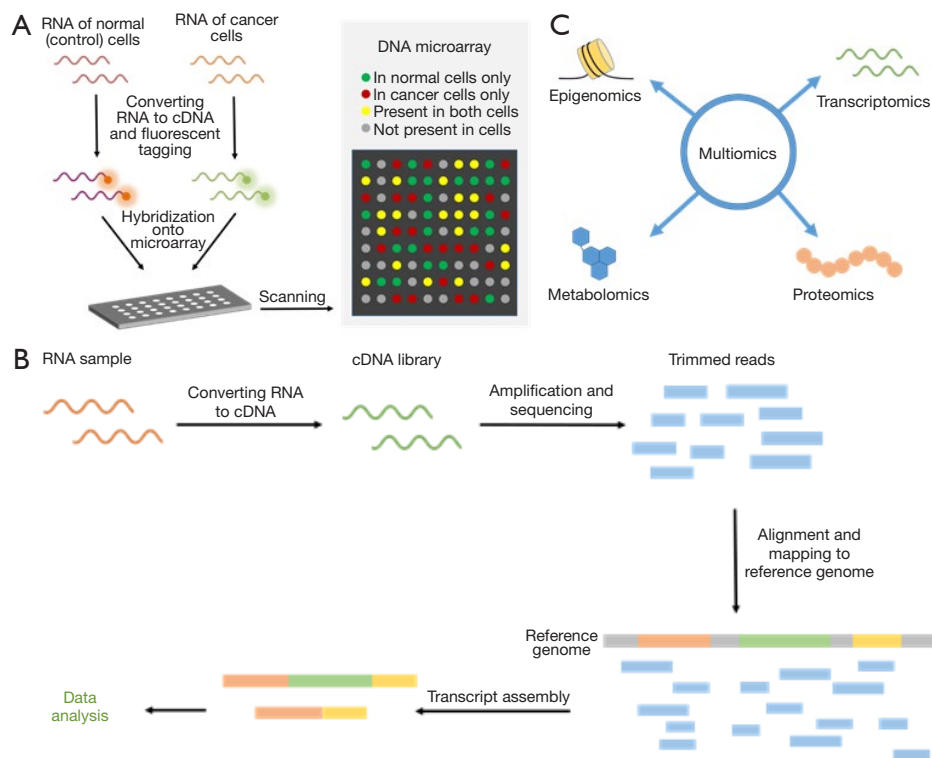 A
RNA of normal
(control) cells
RNA of cancer
cells
Converting
RNA to cDNA
and fluorescent
tagging
Hybridization
onto
microarray
Scanning
DNA microarray
In normal cells only
In cancer cells only
Present in both cells
Not present in cells
C
Epigenomics
Transcriptomics
Multiomics
Metabolomics
Proteomics
B
RNA sample
Converting RNA
to cDNA
cDNA library
Amplification and
sequencing
Trimmed reads
Alignment and
mapping to
reference genome
Reference
genome
Transcript assembly
Data
analysis